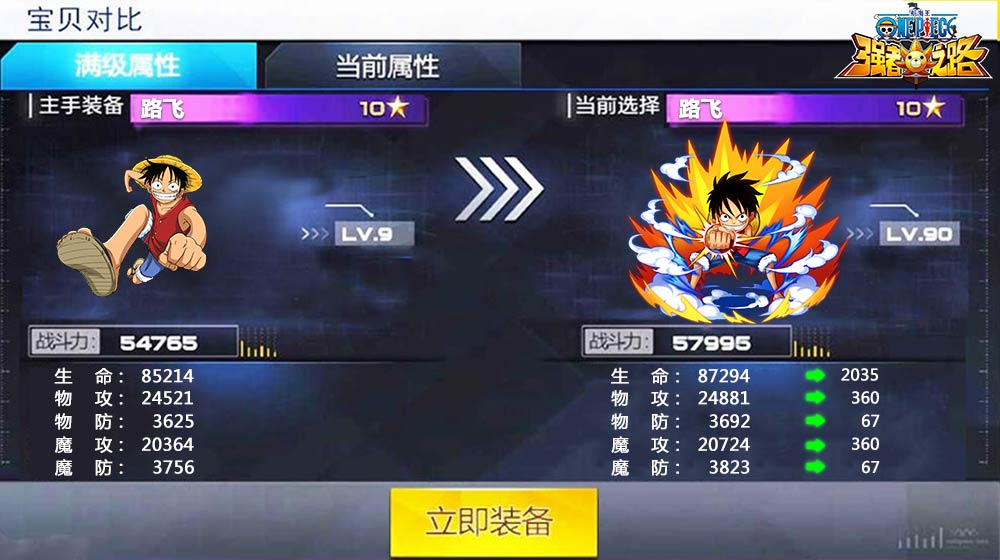 宝贝对比
航海王
ONE PIECE
强者之路
满级属性
当前属性
主手装备 路飞 10
当前选择 路飞 10
>>> LV.9
>>> LV.90
战斗力: 54765
战斗力: 57995
生 命: 85214
物 攻: 24521
物 防: 3625
魔 攻: 20364
魔 防: 3756
生 命: 87294 2035
物 攻: 24881 360
物 防: 3692 67
魔 攻: 20724 360
魔 防: 3823 67
立即装备